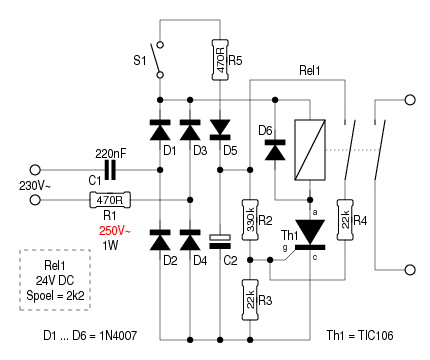 S1
470R
R5
Rel1
D6
220nF
D1
D3
D5
C1
230V~
470R
R1
250V~
1W
330k
R2
a
Th1
g
c
22k
R4
D2
D4
C2
22k
R3
Rel1
24V DC
Spoel = 2k2
D1 ... D6 = 1N4007
Th1 = TIC106